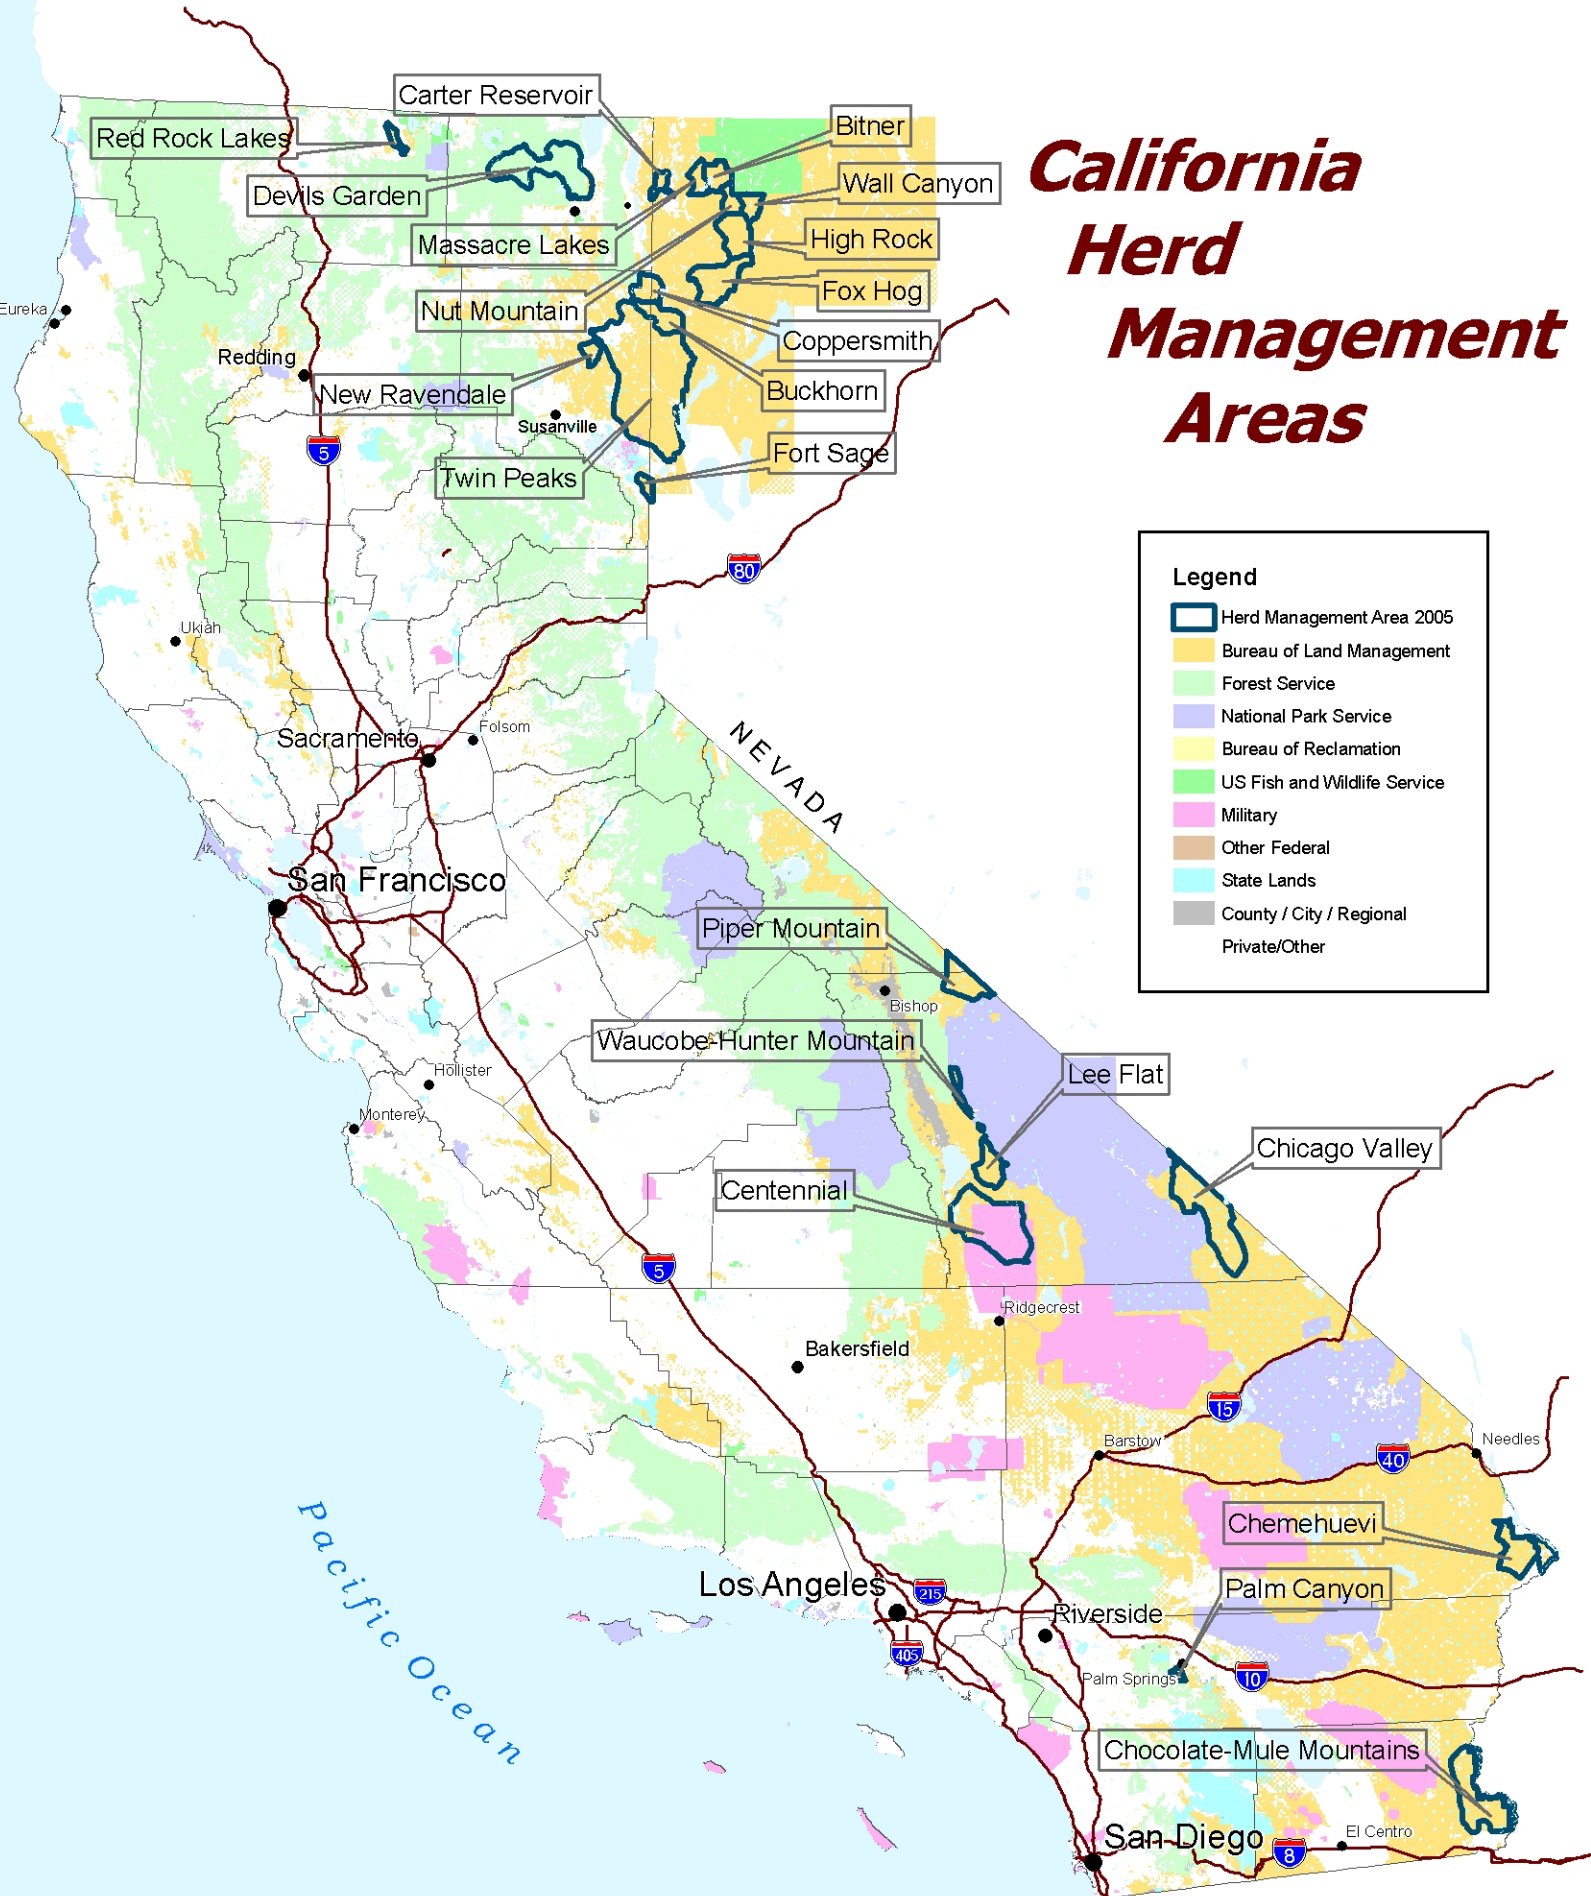 California
Herd
Management
Areas
Carter Reservoir
Red Rock Lakes
Bitner
Devils Garden
Wall Canyon
Massacre Lakes
High Rock
Nut Mountain
Fox Hog
Eureka
Coppersmith
Redding
New Ravendale
Buckhorn
Susanville
5
Twin Peaks
Fort Sage
80
Ukiah
Legend
Herd Management Area 2005
Bureau of Land Management
Forest Service
National Park Service
Bureau of Reclamation
US Fish and Wildlife Service
Military
Other Federal
State Lands
County / City / Regional
Private/Other
Sacramento
Folsom
NEVADA
San Francisco
Piper Mountain
Bishop
Waucobe-Hunter Mountain
Lee Flat
Hollister
Monterey
Chicago Valley
Centennial
5
Ridgecrest
Bakersfield
15
Barstow
40
Needles
Pacific Ocean
Chemehuevi
Los Angeles
215
Palm Canyon
Riverside
405
Palm Springs
10
Chocolate-Mule Mountains
San Diego
8
El Centro